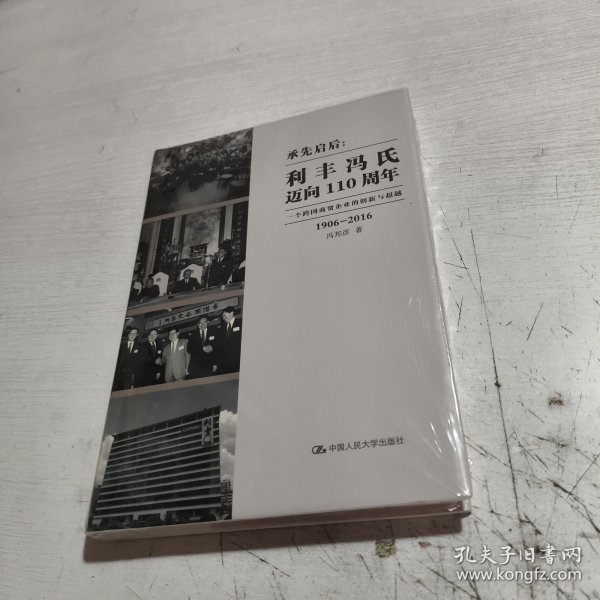 承先启后：
利丰冯氏
迈向110周年
一个跨国商贸企业的创新与超越
1906-2016
冯邦彦 著
中国人民大学出版社
孔夫子旧书网
www.kongfz.com